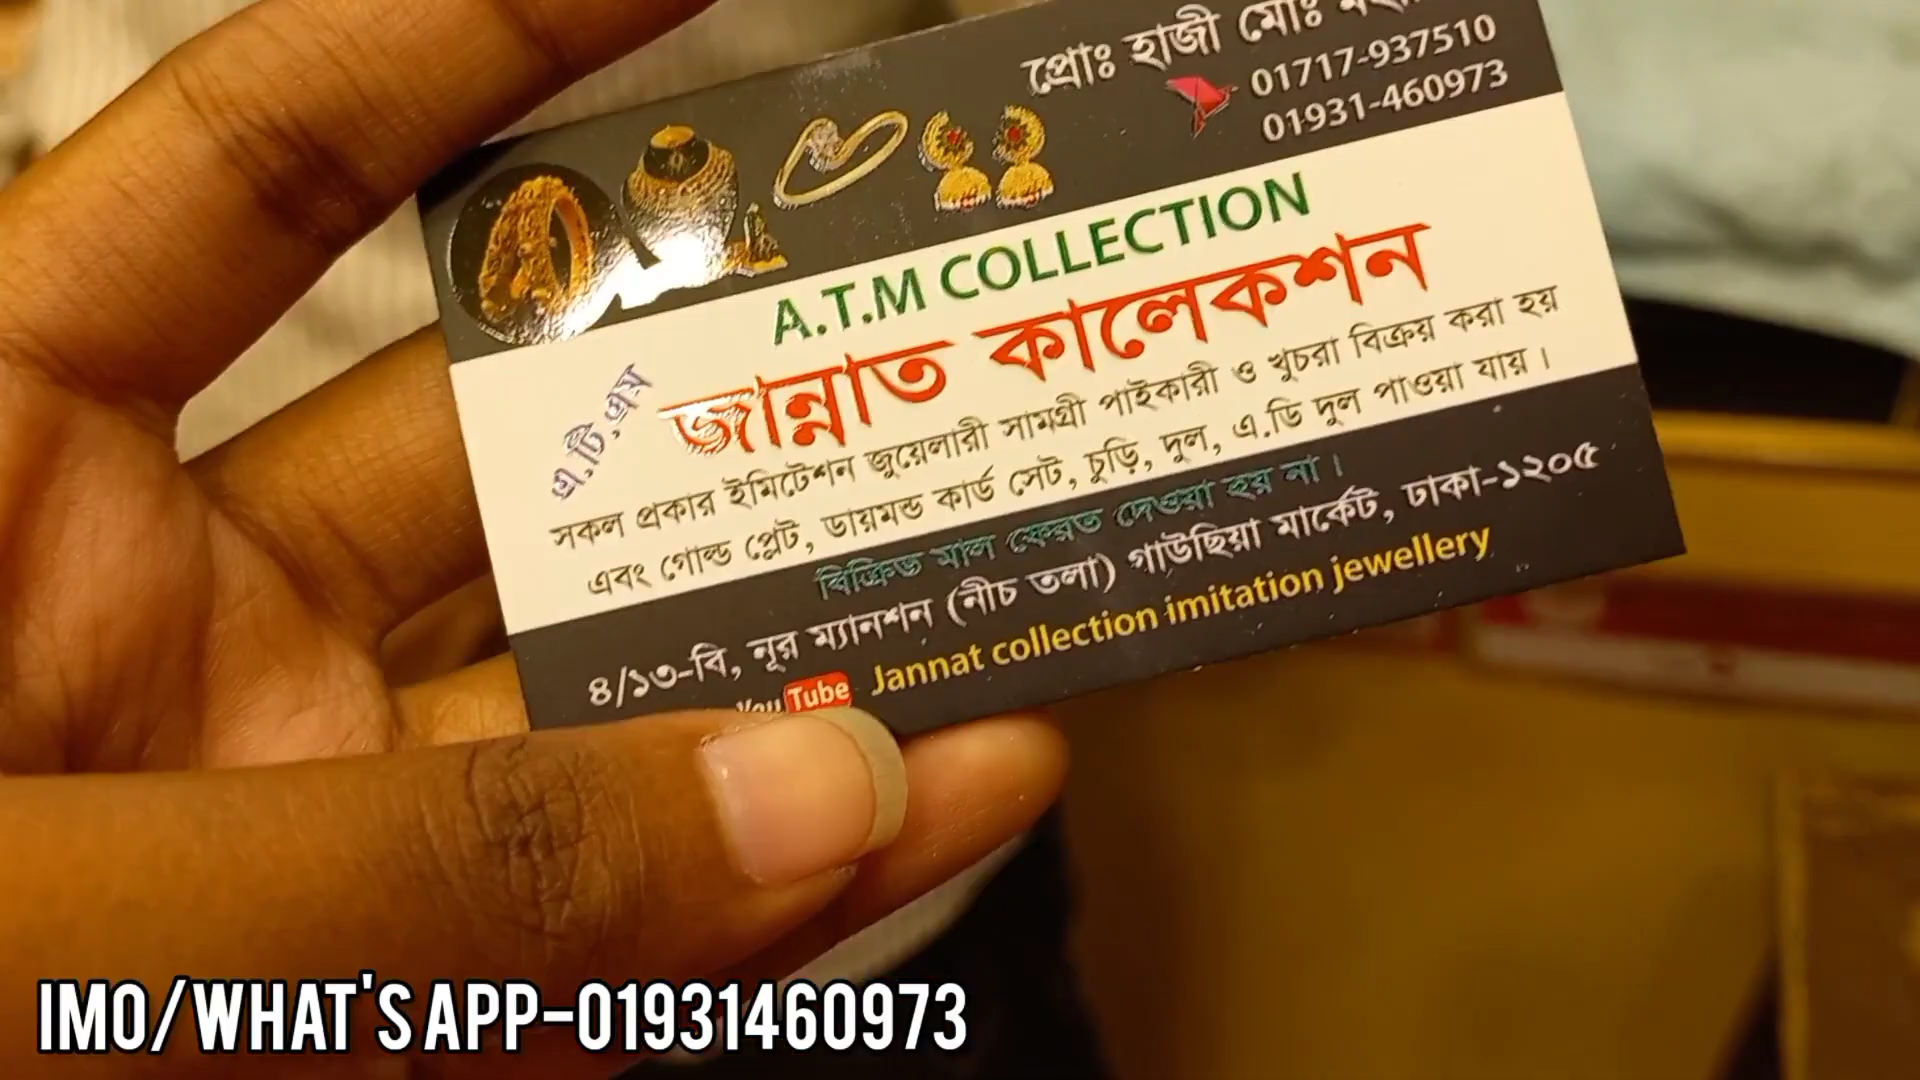 প্রোঃ হাজী মোঃ
01717-937510
01931-460973
A.T.M COLLECTION
এ.টি.এম
জান্নাত কালেকশন
সকল প্রকার ইমিটেশন জুয়েলারী সামগ্রী পাইকারী ও খুচরা বিক্রয় করা হয়
এবং গোল্ড প্লেট, ডায়মন্ড কার্ড সেট, চুড়ি, দুল, এ.ডি দুল পাওয়া যায়।
বিক্রিত মাল ফেরত দেওয়া হয় না।
৪/১৩-বি, নূর ম্যানশন (নীচ তলা) গাউছিয়া মার্কেট, ঢাকা-১২০৫
YouTube Jannat collection imitation jewellery
IMO/WHAT'S APP-01931460973